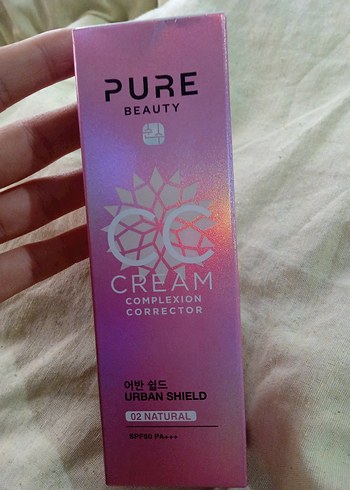 PURE
BEAUTY
CC
CREAM
COMPLEXION
CORRECTOR
어반 쉴드
URBAN SHIELD
02 NATURAL
SPF50 PA+++